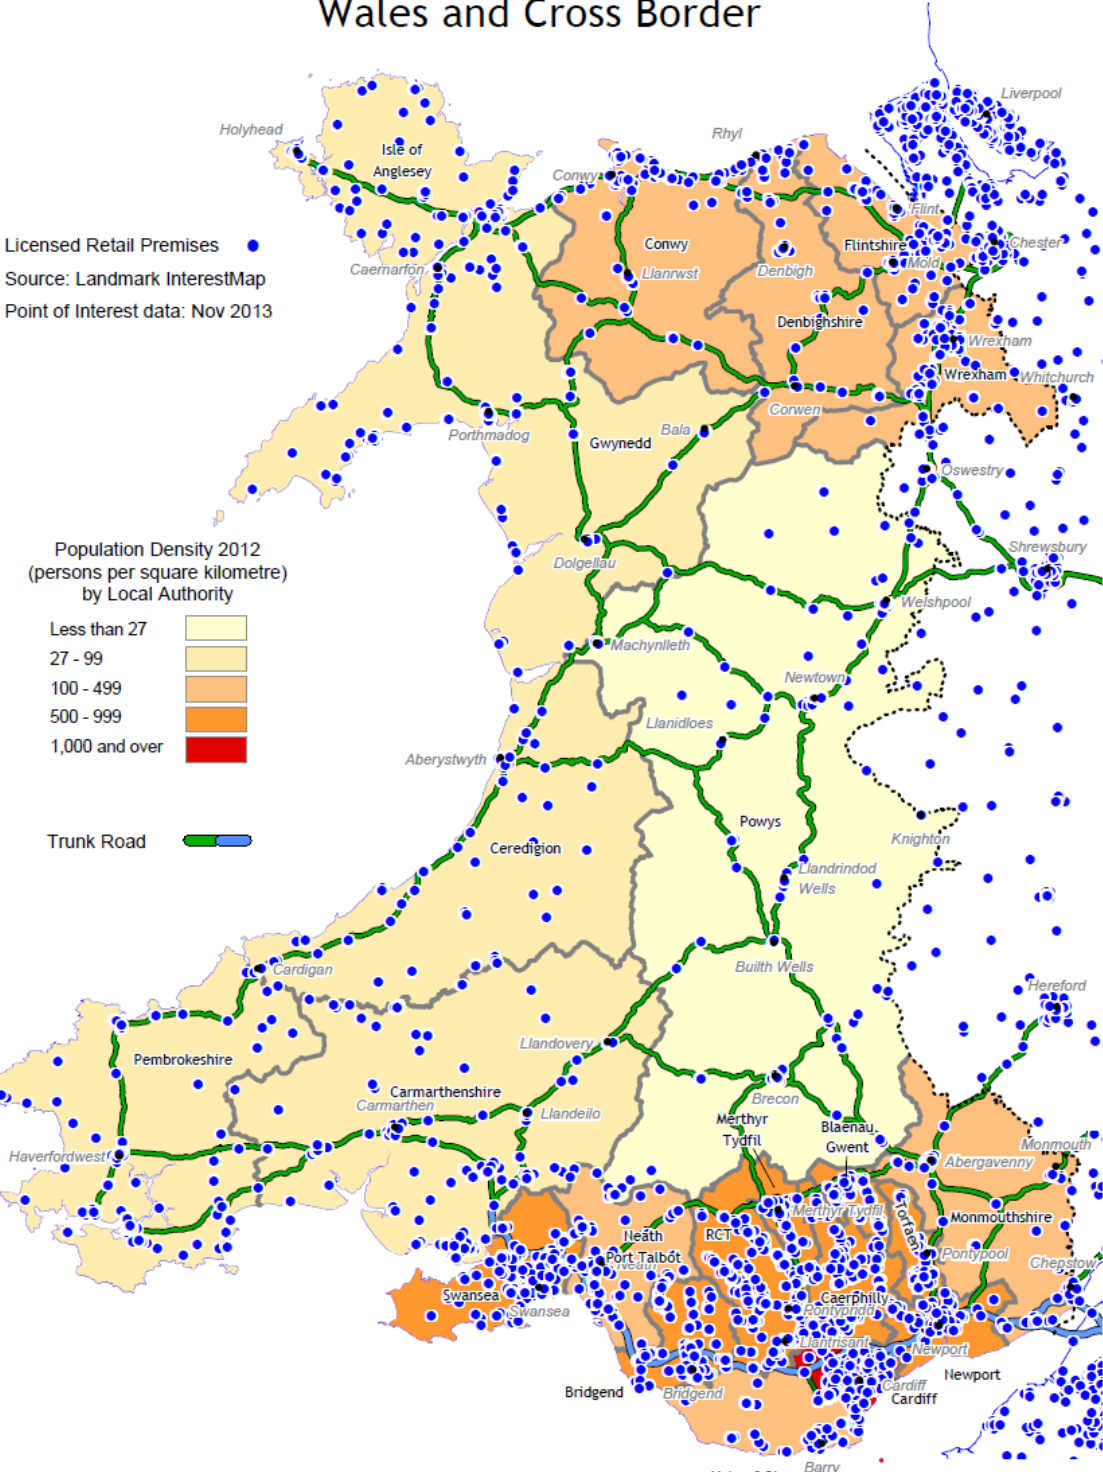 Wales and Cross Border
Liverpool
Holyhead
Rhyl
Isle of
Anglesey
Conwy
Flint
Licensed Retail Premises
Conwy
Flintshire
Chester
Caernarfon
Llanrwst
Denbigh
Mold
Source: Landmark InterestMap
Point of Interest data: Nov 2013
Denbighshire
Wrexham
Wrexham
Whitchurch
Corwen
Porthmadog
Bala
Gwynedd
Oswestry
Population Density 2012
(persons per square kilometre)
by Local Authority
Shrewsbury
Dolgellau
Less than 27
Welshpool
27 - 99
Machynlleth
100 - 499
Newtown
500 - 999
Llanidloes
1,000 and over
Aberystwyth
Trunk Road
Powys
Knighton
Ceredigion
Llandrindod
Wells
Cardigan
Builth Wells
Hereford
Llandovery
Pembrokeshire
Carmarthenshire
Brecon
Carmarthen
Llandeilo
Merthyr
Tydfil
Blaenau
Gwent
Monmouth
Haverfordwest
Abergavenny
Merthyr Tydfil
Torfaen
Monmouthshire
Neath
Port Talbot
RCT
Neath
Pontypool
Chepstow
Swansea
Caerphilly
Swansea
Pontypridd
Llantrisant
Newport
Newport
Bridgend
Bridgend
Cardiff
Cardiff
Barry